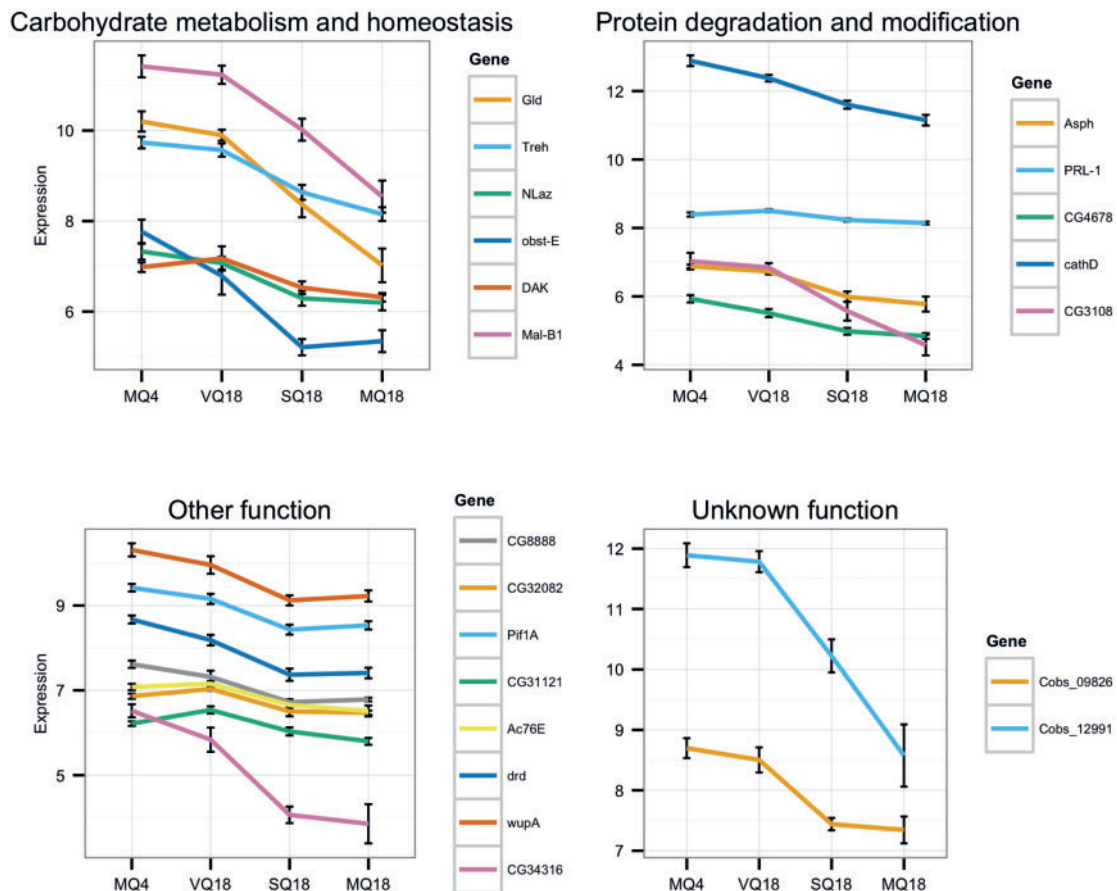 Carbohydrate metabolism and homeostasis
Expression
10
8
6
MQ4 VQ18 SQ18 MQ18
Gene
Gld
Treh
NLaz
obst-E
DAK
Mal-B1
Protein degradation and modification
12
10
8
6
4
MQ4 VQ18 SQ18 MQ18
Gene
Asph
PRL-1
CG4678
cathD
CG3108
Other function
Expression
9
7
5
MQ4 VQ18 SQ18 MQ18
Gene
CG8888
CG32082
Pif1A
CG31121
Ac76E
drd
wupA
CG34316
Unknown function
12
11
10
9
8
7
MQ4 VQ18 SQ18 MQ18
Gene
Cobs_09826
Cobs_12991